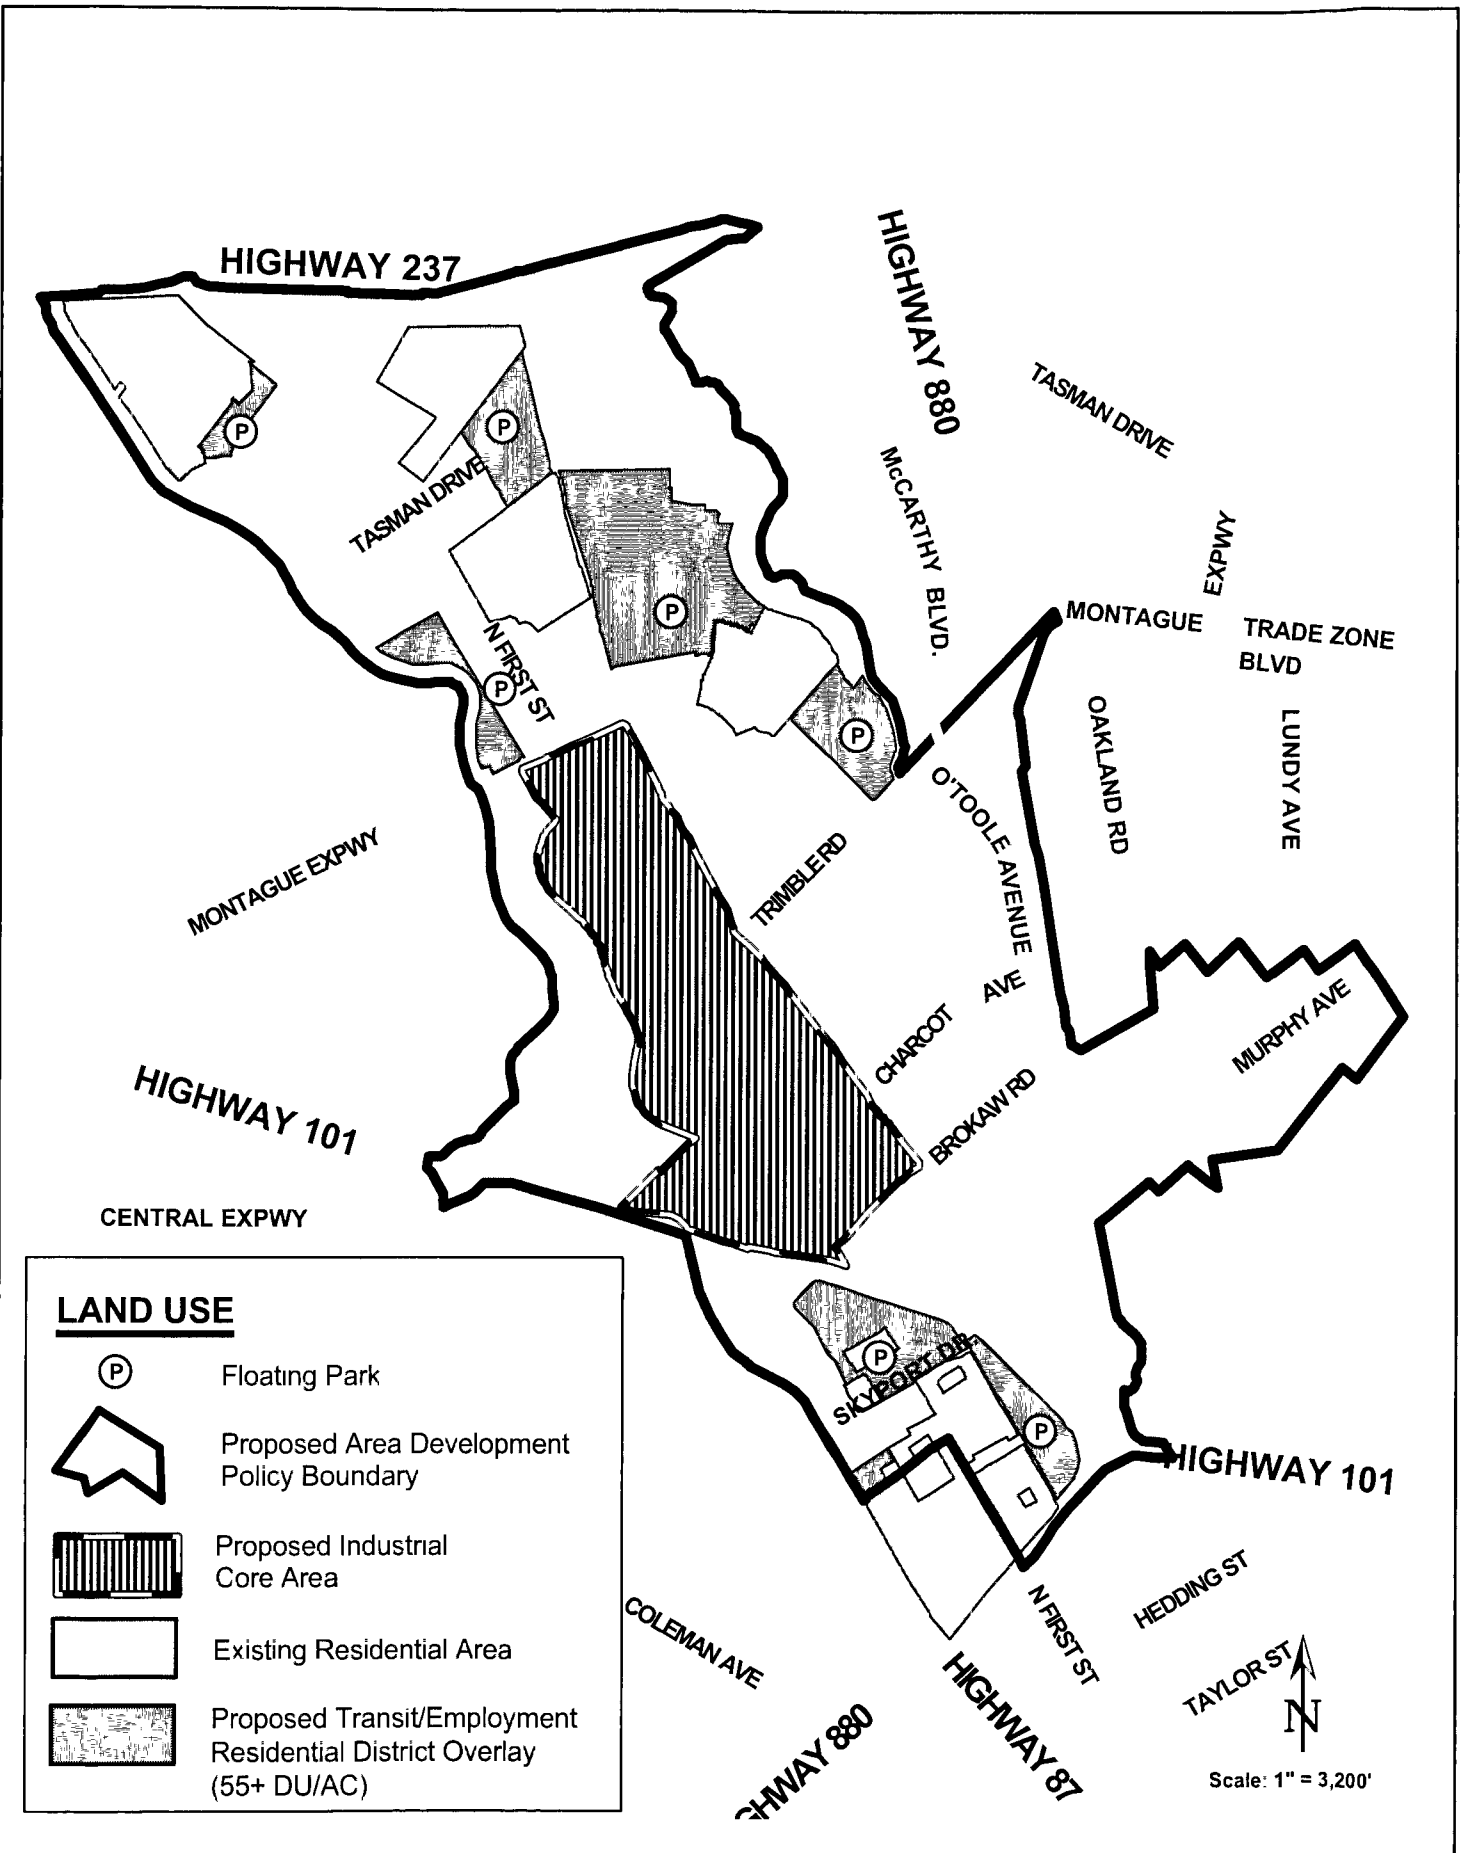 HIGHWAY 237
HIGHWAY 880
TASMAN DRIVE
McCARTHY BLVD.
P
P
TASMAN DRIVE
EXPWY
P
MONTAGUE
TRADE ZONE
BLVD
N FIRST ST
P
P
OAKLAND RD
LUNDY AVE
O'TOOLE AVENUE
MONTAGUE EXPWY
TRIMBLE RD
CHARCOT AVE
MURPHY AVE
BROKAW RD
HIGHWAY 101
CENTRAL EXPWY
P
SKYPORT DR.
P
HIGHWAY 101
LAND USE
P
Floating Park
Proposed Area Development
Policy Boundary
Proposed Industrial
Core Area
Existing Residential Area
Proposed Transit/Employment
Residential District Overlay
(55+ DU/AC)
COLEMAN AVE
GHWAY 880
HIGHWAY 87
N FIRST ST
HEDDING ST
TAYLOR ST
N
Scale: 1" = 3,200'